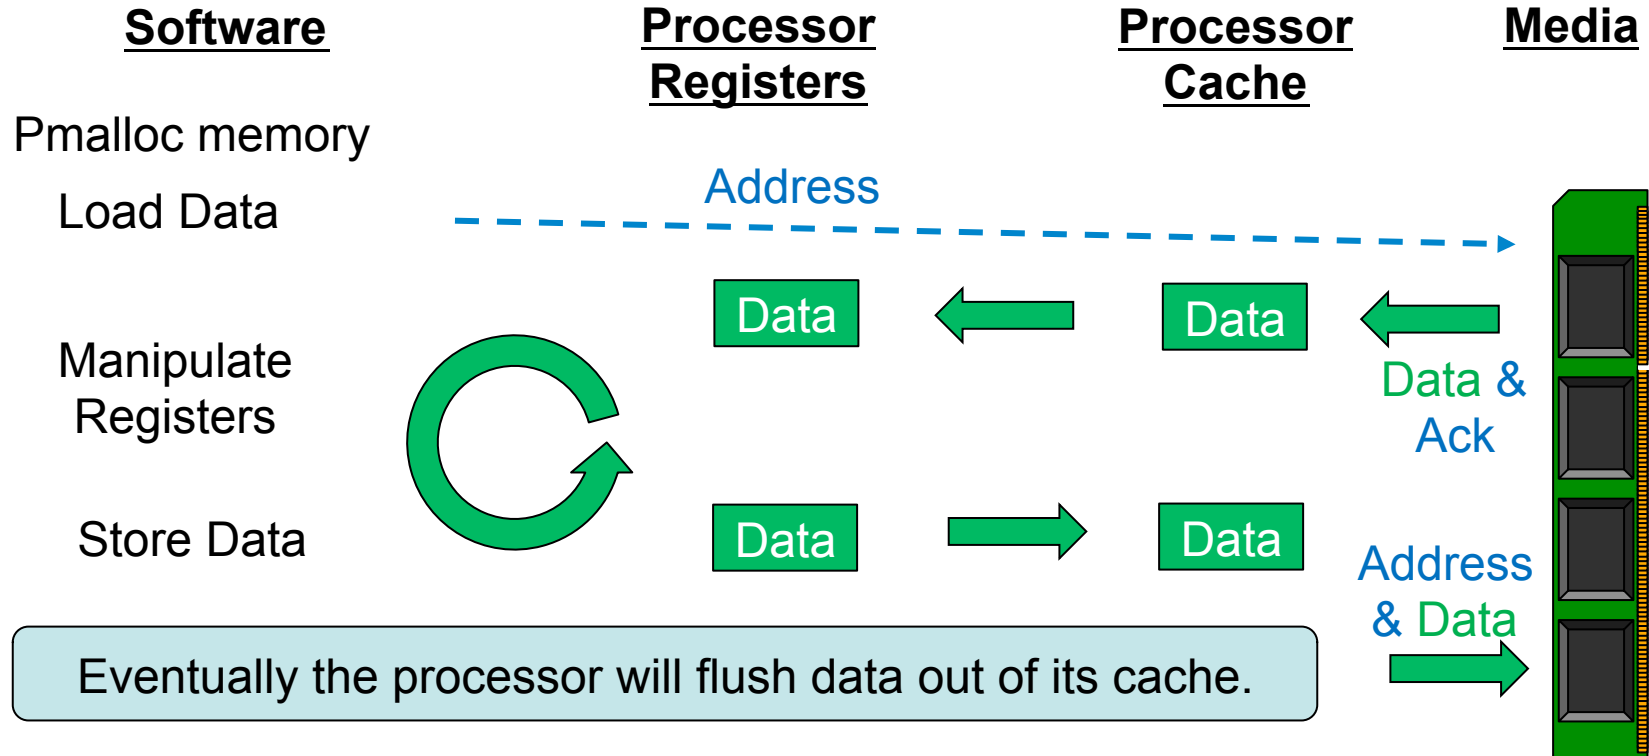 Software
Processor
Registers
Processor
Cache
Media
Pmalloc memory
Load Data
Address
Data
Data
Data &
Ack
Manipulate
Registers
Store Data
Data
Data
Address
& Data
Eventually the processor will flush data out of its cache.